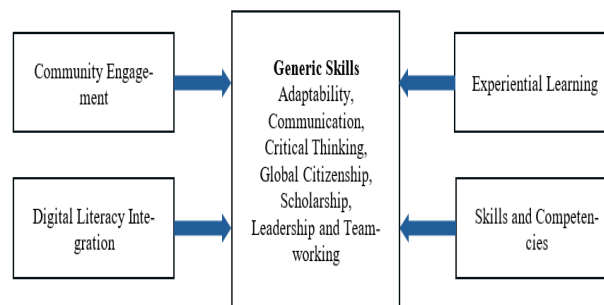 Community Engage-
ment
Digital Literacy Inte-
gration
Generic Skills
Adaptability,
Communication,
Critical Thinking,
Global Citizenship,
Scholarship,
Leadership and Team-
working
Experiential Learning
Skills and Competen-
cies